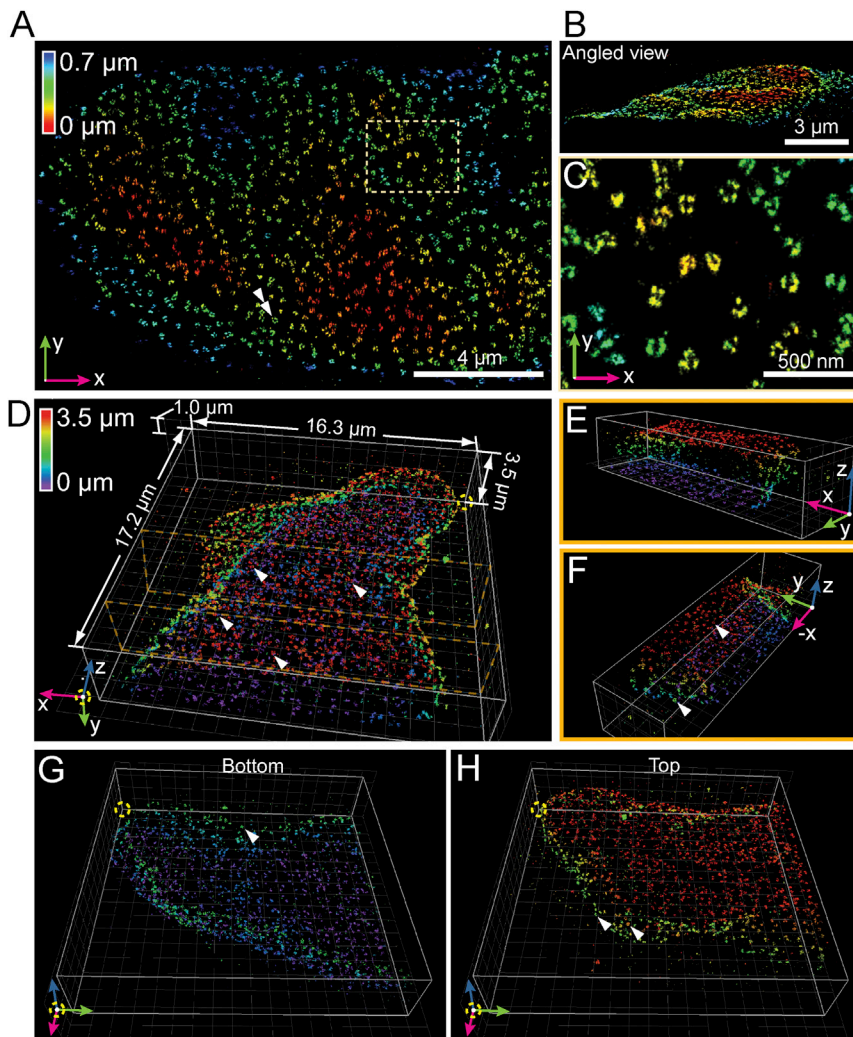 A
0.7 µm
0 µm
y
x
4 µm
B
Angled view
3 µm
C
y
x
500 nm
D
3.5 µm
0 µm
1.0 µm
16.3 µm
3.5 µm
17.2 µm
z
x
y
E
z
x
y
F
y
z
-x
G
Bottom
H
Top